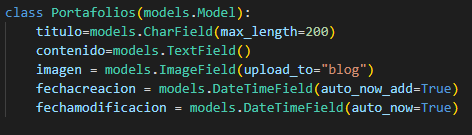 class Portafolios(models.Model):
titulo=models.CharField(max_length=200)
contenido=models.TextField()
imagen = models.ImageField(upload_to="blog")
fechacreacion = models.DateTimeField(auto_now_add=True)
fechamodificacion = models.DateTimeField(auto_now=True)